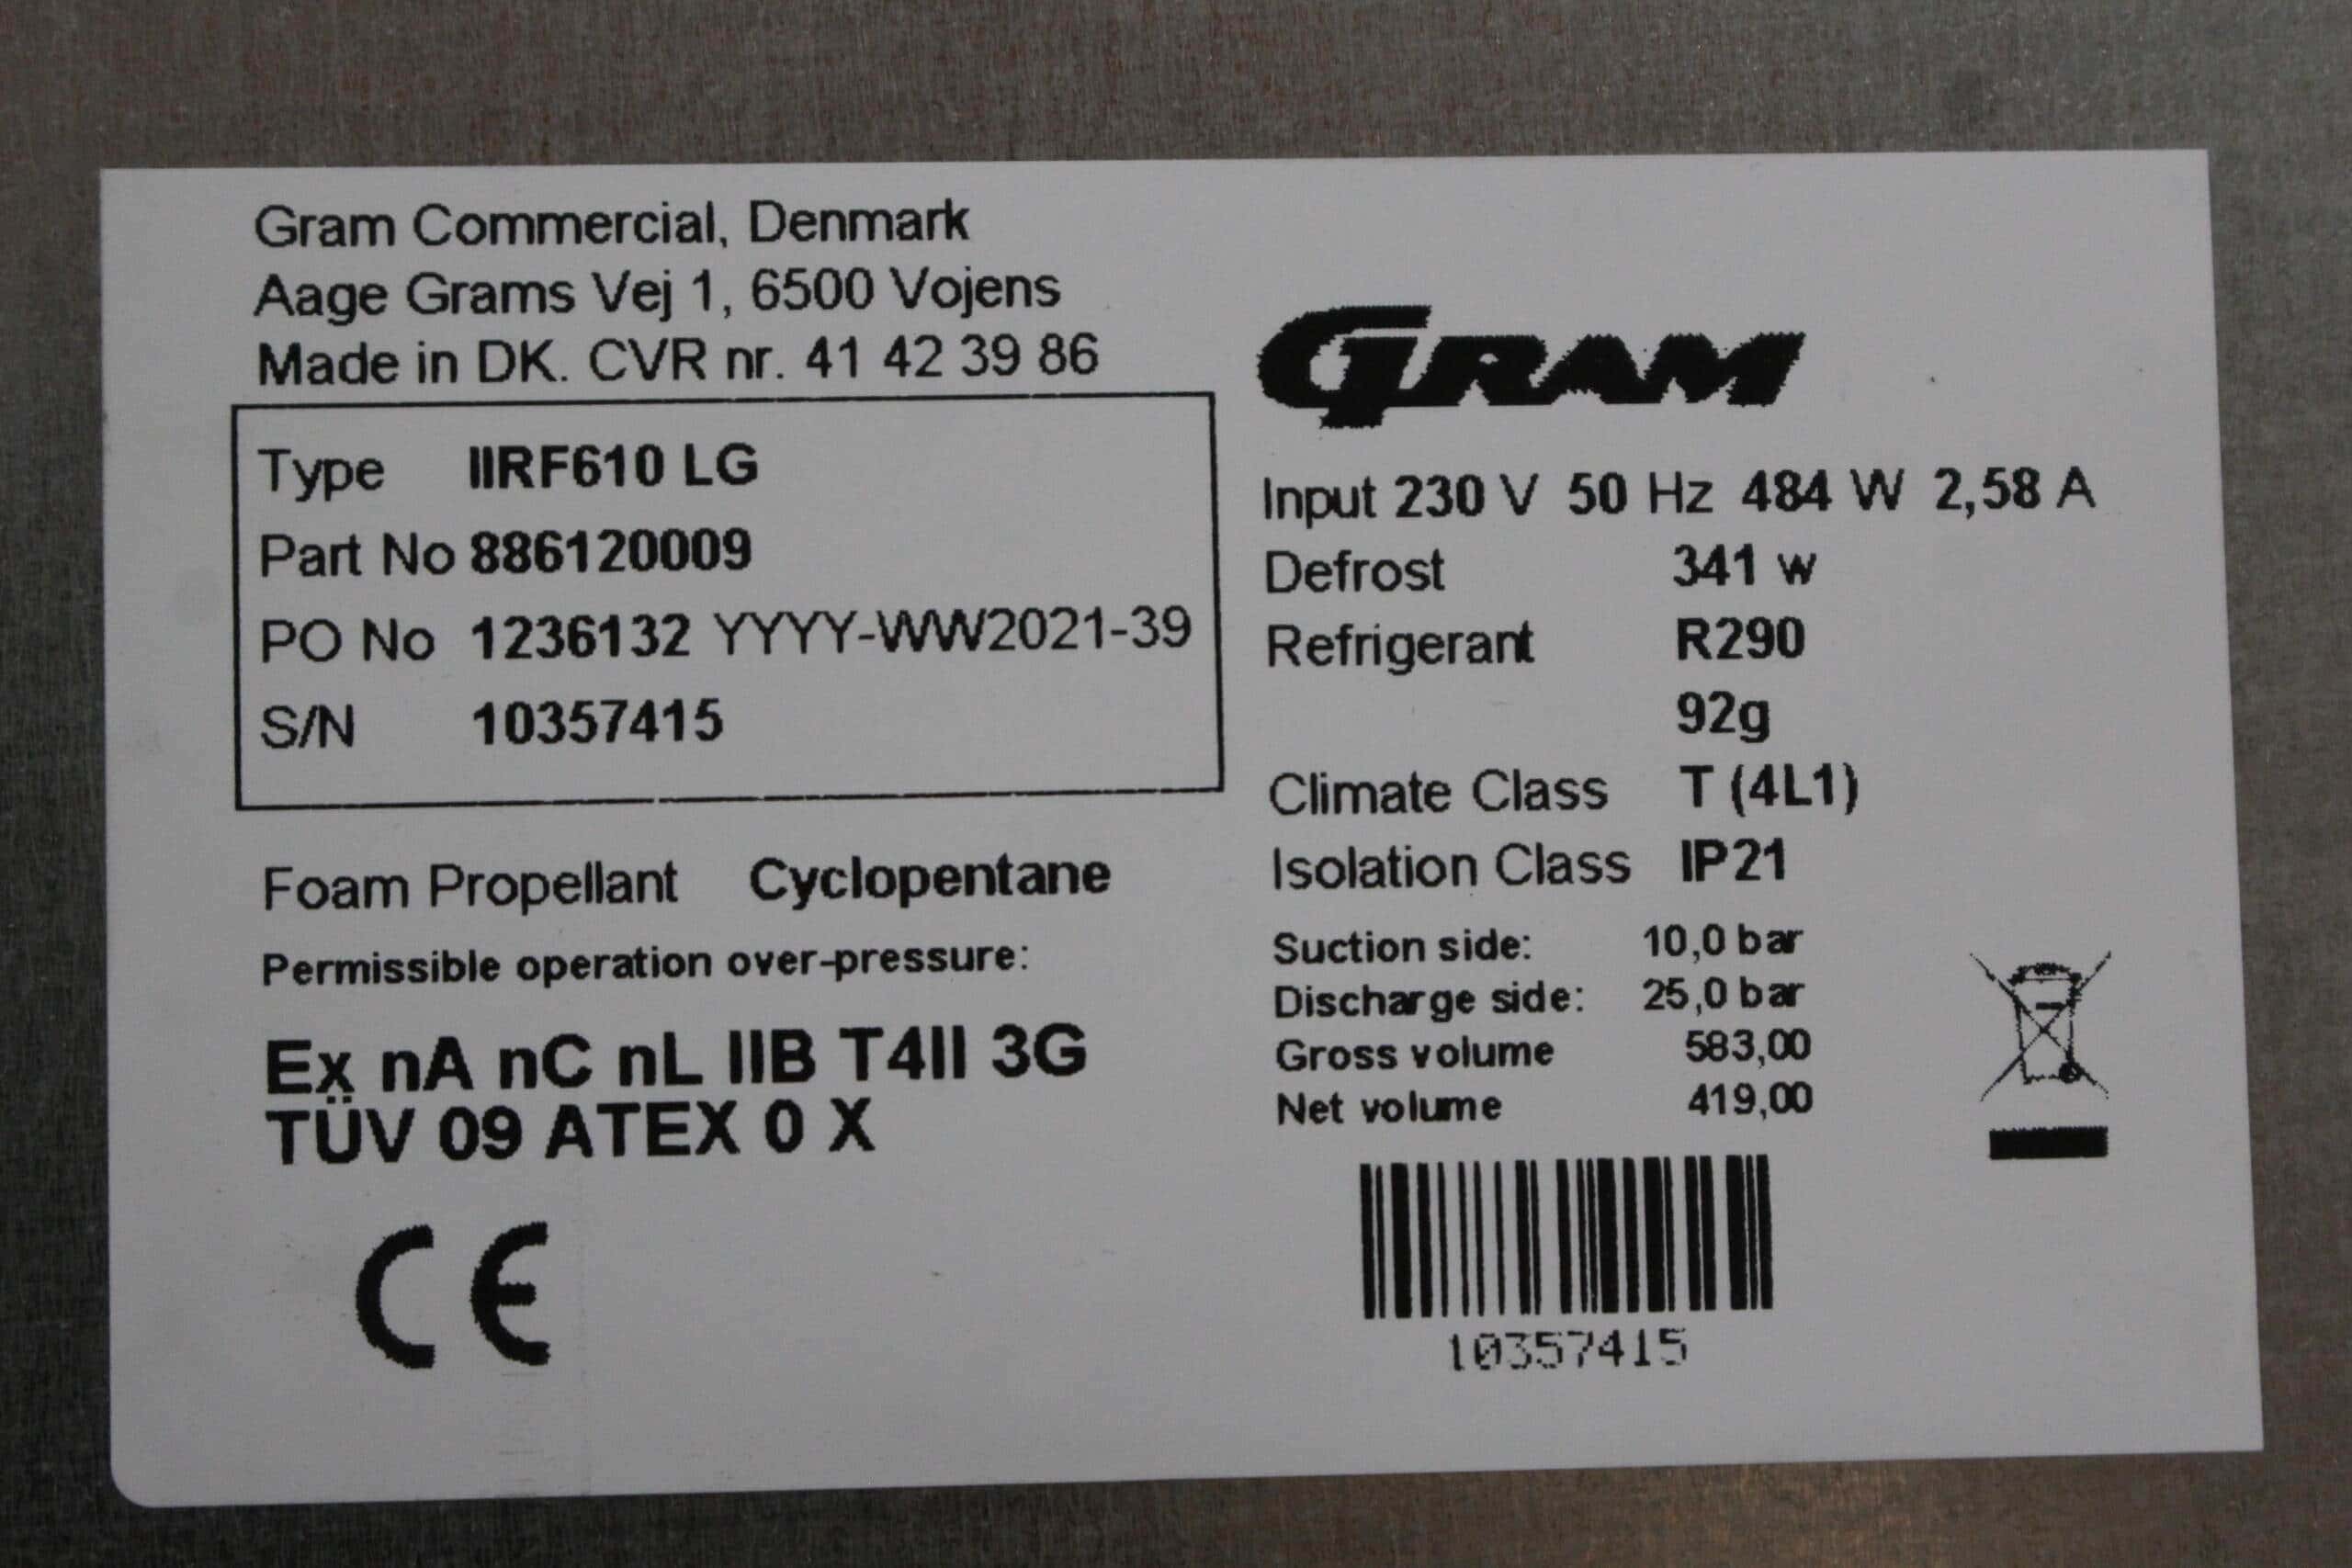 Gram Commercial, Denmark
Aage Grams Vej 1, 6500 Vojens
Made in DK. CVR nr. 41 42 39 86
Type IIRF610 LG
Part No 886120009
PO No 1236132 YYYY-WW2021-39
S/N 10357415
Foam Propellant Cyclopentane
Permissible operation over-pressure:
Ex nA nC nL IIB T4II 3G
TÜV 09 ATEX 0 X
CE
GRAM
Input 230 V 50 Hz 484 W 2,58 A
Defrost 341 w
Refrigerant R290
92g
Climate Class T (4L1)
Isolation Class IP21
Suction side: 10,0 bar
Discharge side: 25,0 bar
Gross volume 583,00
Net volume 419,00
10357415